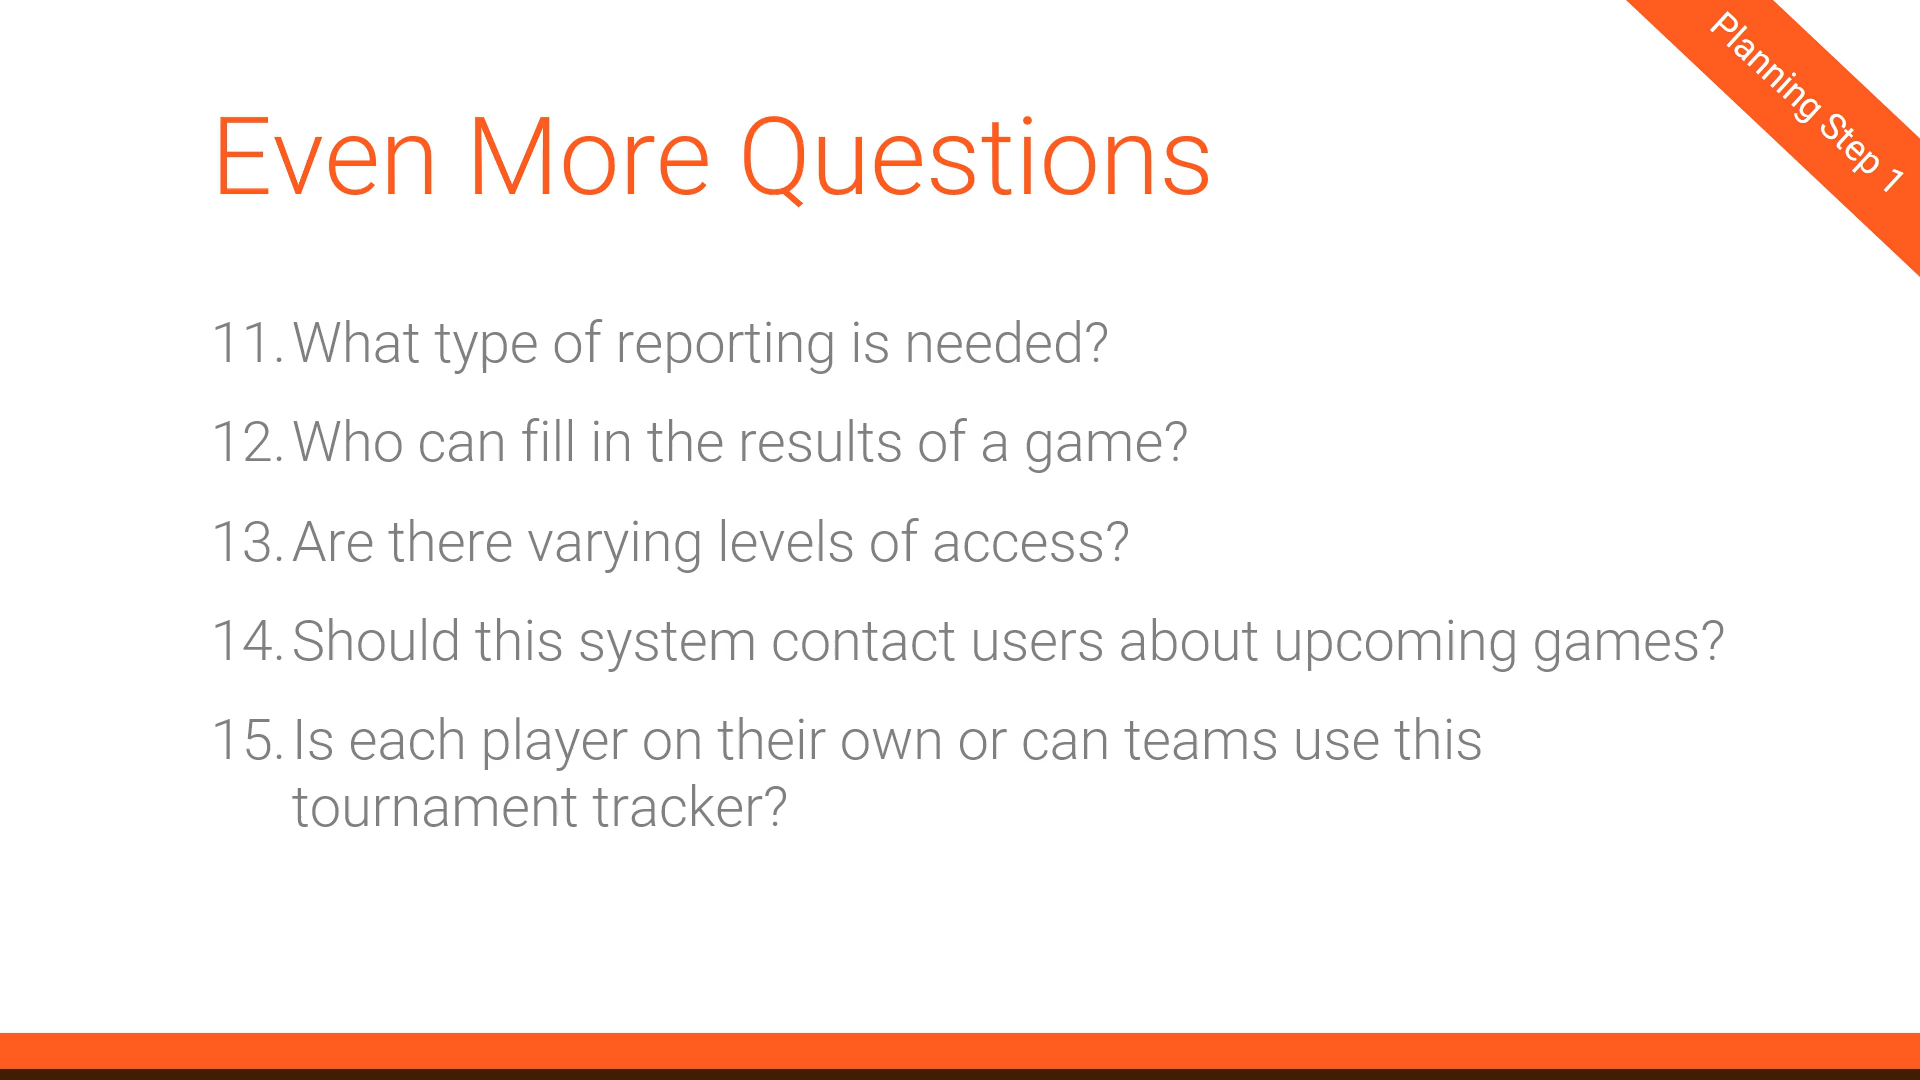 Planning Step 1
Even More Questions
11. What type of reporting is needed?
12. Who can fill in the results of a game?
13. Are there varying levels of access?
14. Should this system contact users about upcoming games?
15. Is each player on their own or can teams use this
tournament tracker?